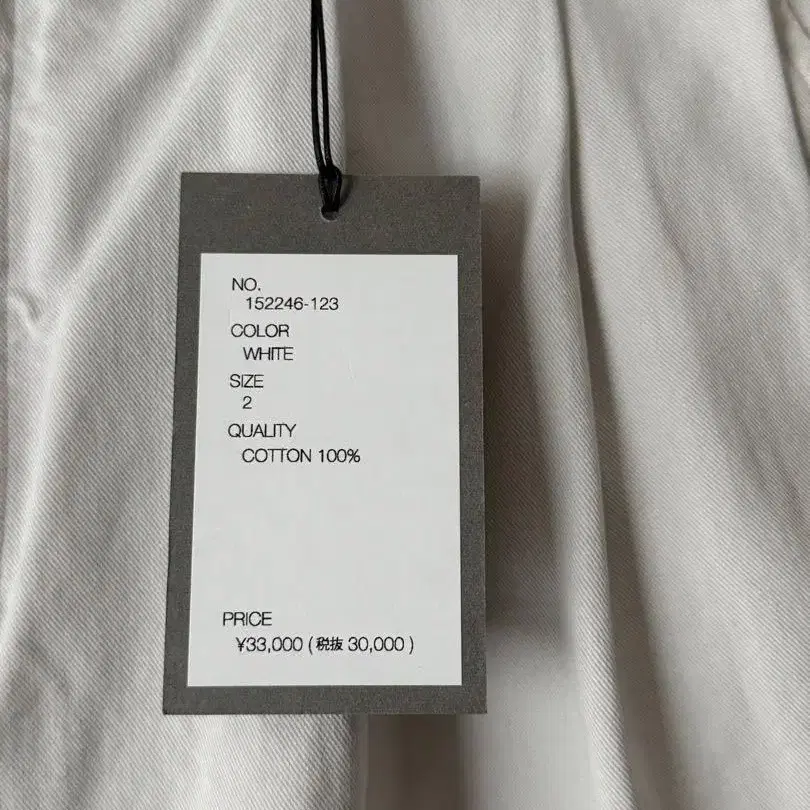 NO.
152246-123
COLOR
WHITE
SIZE
2
QUALITY
COTTON 100%
PRICE
¥33,000 ( 税抜 30,000 )